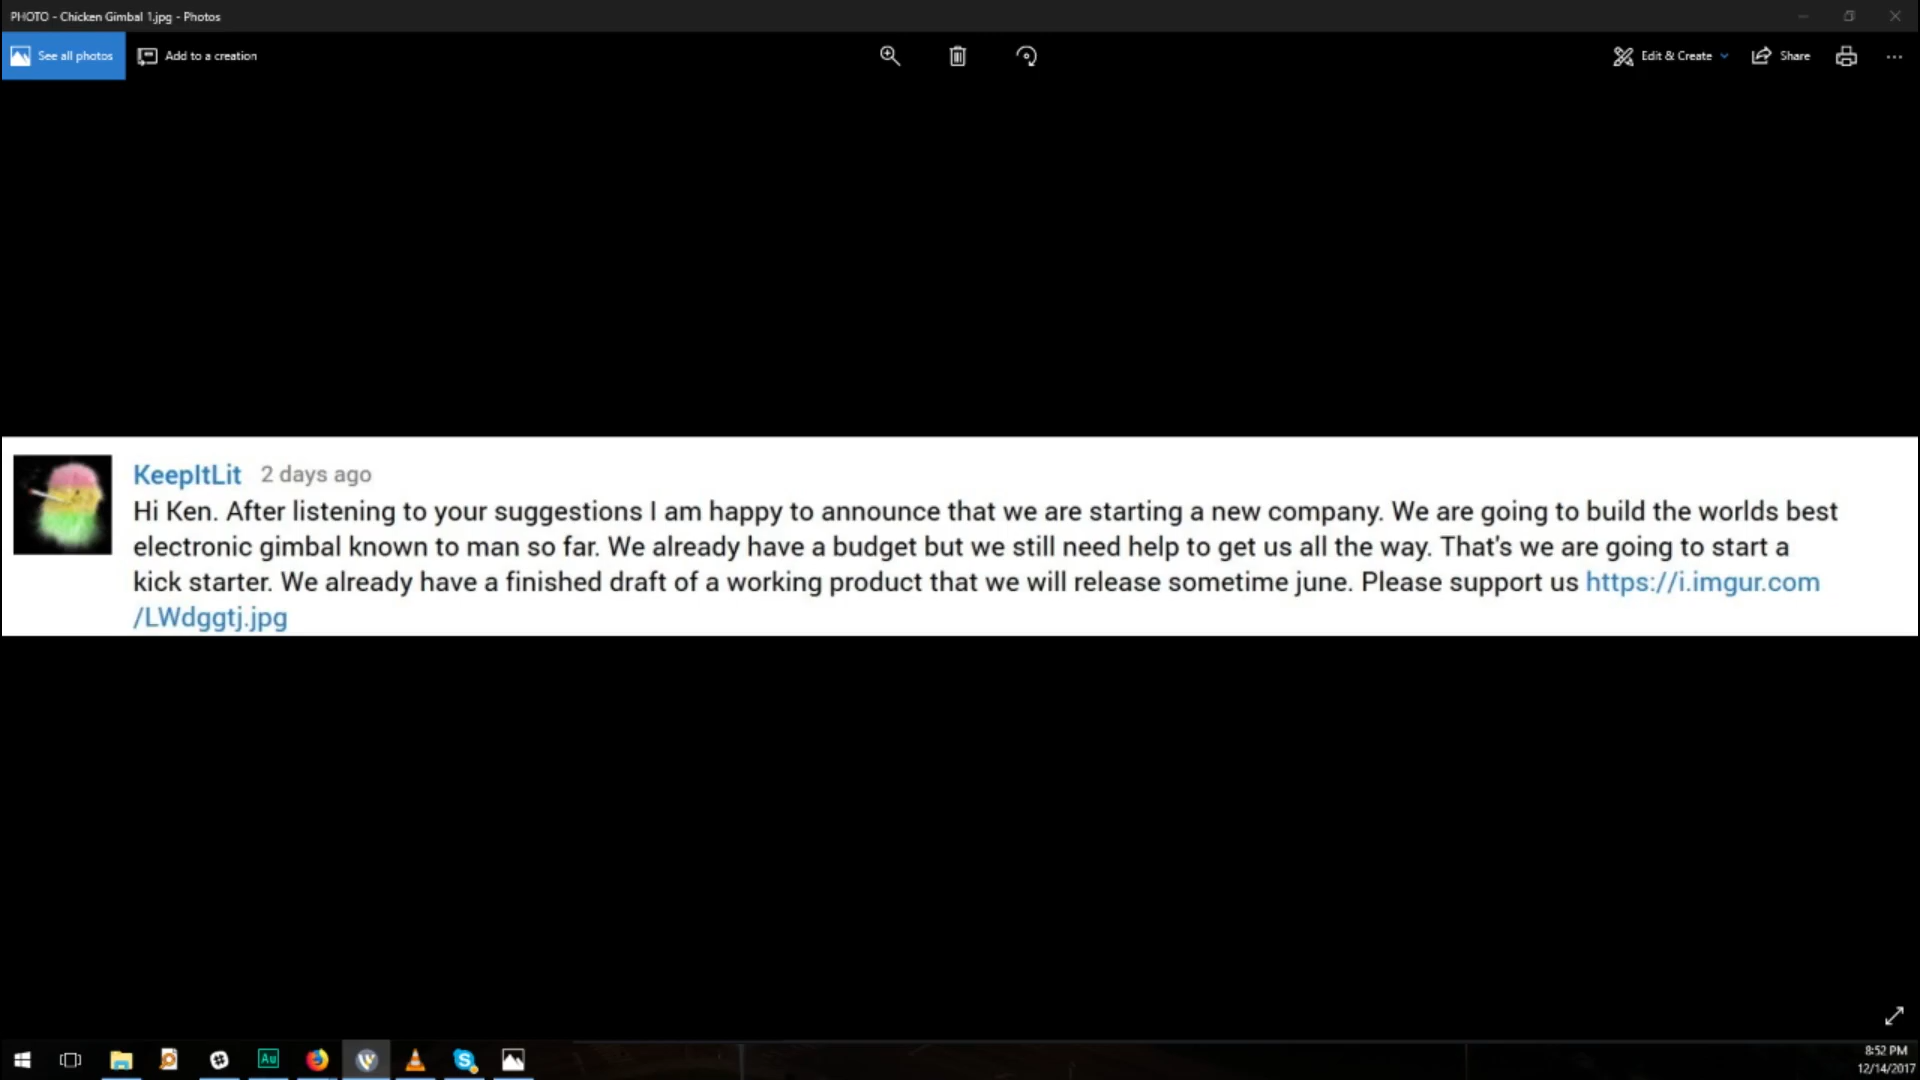 PHOTO - Chicken Gimbal 1.jpg - Photos
See all photos
Add to a creation
Edit & Create
Share
KeepItLit 2 days ago
Hi Ken. After listening to your suggestions I am happy to announce that we are starting a new company. We are going to build the worlds best
electronic gimbal known to man so far. We already have a budget but we still need help to get us all the way. That's we are going to start a
kick starter. We already have a finished draft of a working product that we will release sometime june. Please support us https://i.imgur.com
/LWdggtj.jpg
Au
8:52 PM
12/14/2017